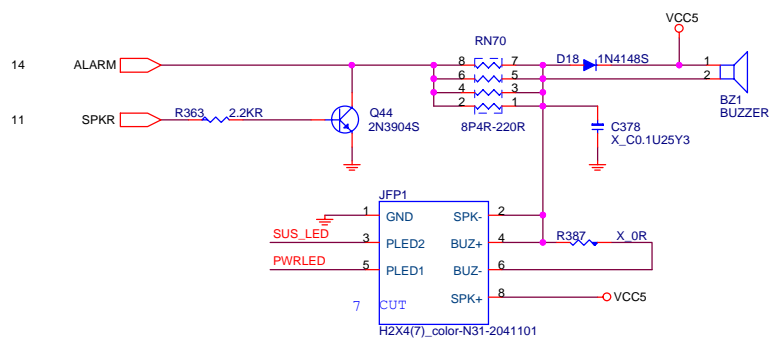 VCC5
14 ALARM
RN70
8 7
6 5
4 3
2 1
8P4R-220R
D18 1N4148S
1
2
BZ1
BUZZER
11 SPKR
R363 2.2KR
Q44
2N3904S
C378
X_C0.1U25Y3
JFP1
1 GND SPK- 2
SUS_LED 3 PLED2 BUZ+ 4
R387 X_0R
PWRLED 5 PLED1 BUZ- 6
SPK+ 8 VCC5
7 CUT
H2X4(7)_color-N31-2041101